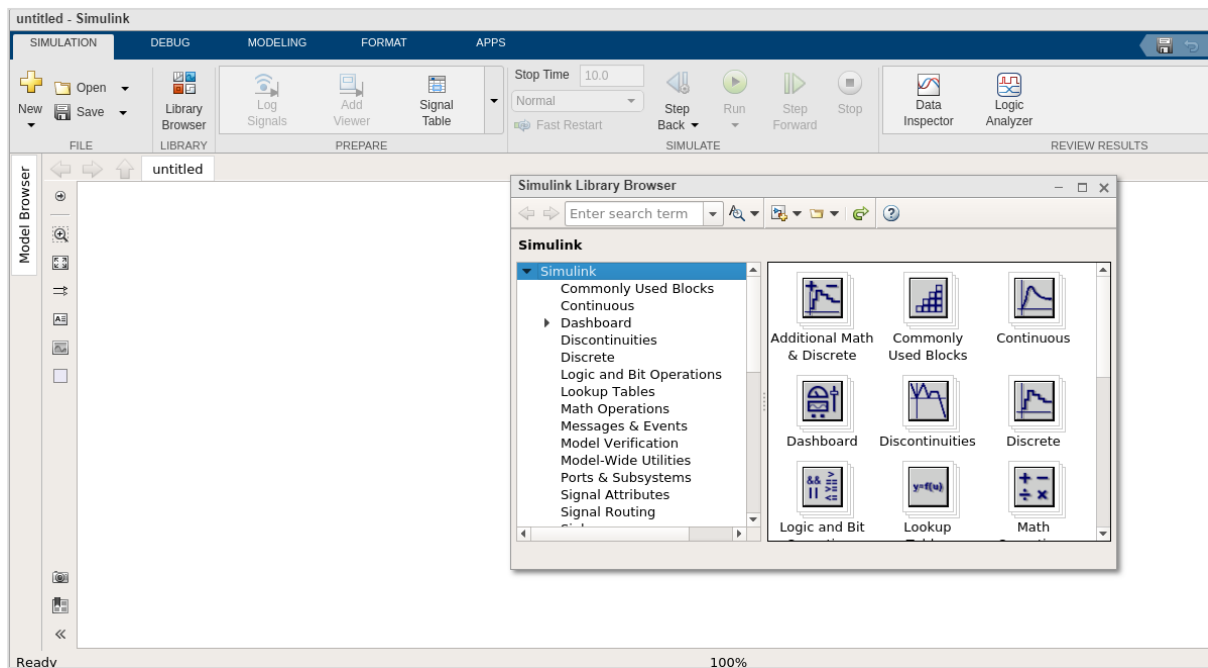 untitled - Simulink
SIMULATION DEBUG MODELING FORMAT APPS
New
Open
Save
FILE
Library
Browser
LIBRARY
Log
Signals
Add
Viewer
Signal
Table
PREPARE
Stop Time 10.0
Normal
Fast Restart
Step
Back
Run
Step
Forward
Stop
SIMULATE
Data
Inspector
Logic
Analyzer
REVIEW RESULTS
Model Browser
untitled
Simulink Library Browser
Enter search term
Simulink
Simulink
Commonly Used Blocks
Continuous
Dashboard
Discontinuities
Discrete
Logic and Bit Operations
Lookup Tables
Math Operations
Messages & Events
Model Verification
Model-Wide Utilities
Ports & Subsystems
Signal Attributes
Signal Routing
Additional Math
& Discrete
Commonly
Used Blocks
Continuous
Dashboard
Discontinuities
Discrete
y=f(u)
Logic and Bit
Lookup
Math
Ready
100%